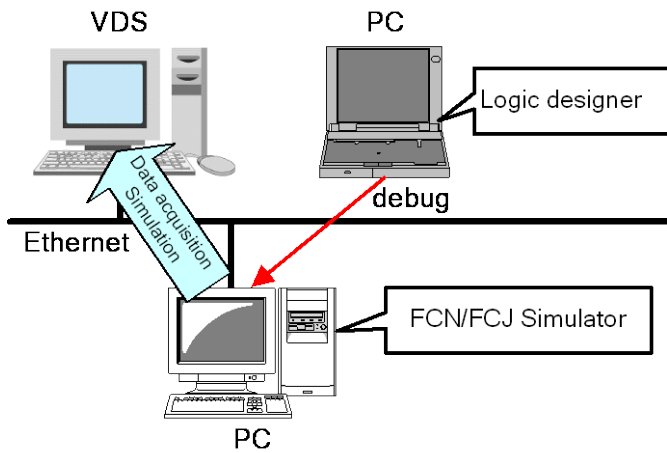 VDS
PC
Logic designer
Data acquisition
Simulation
debug
Ethernet
FCN/FCJ Simulator
PC